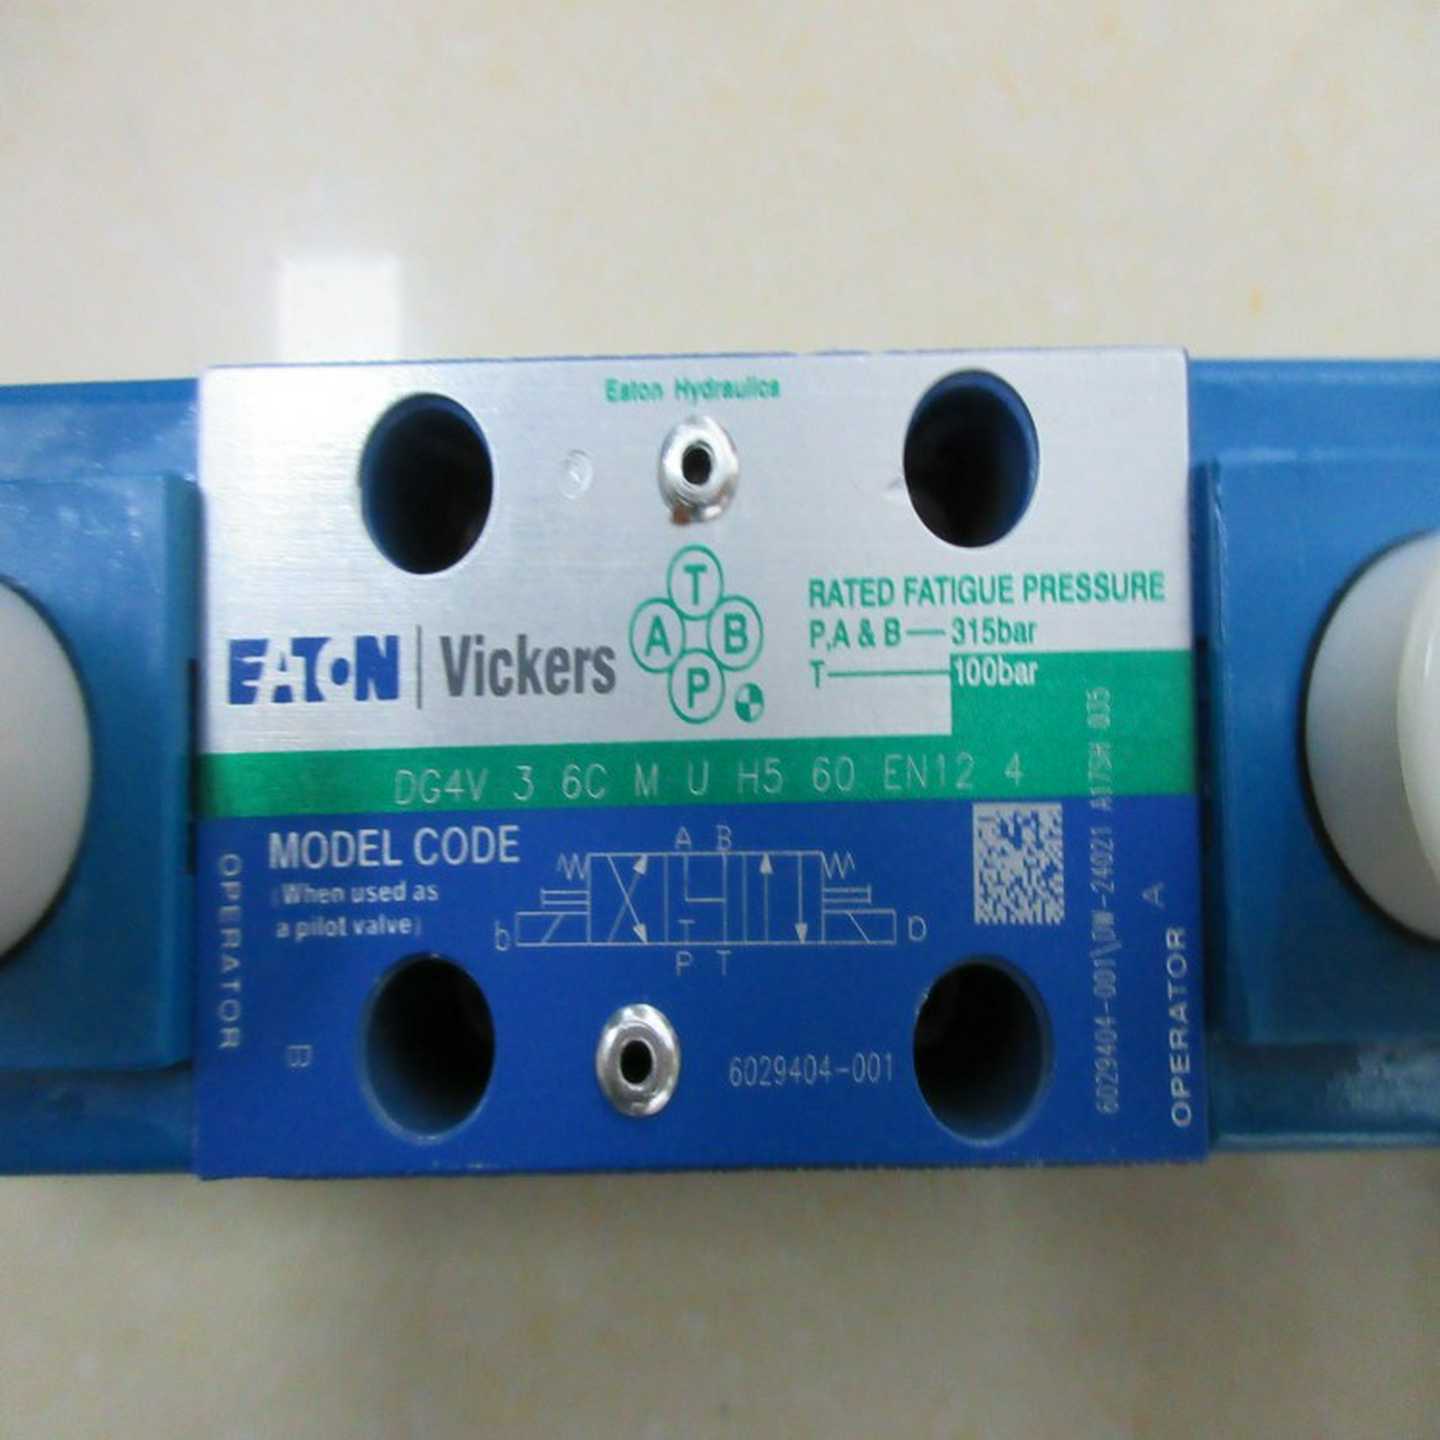 Eaton Hydraulics
T
A B
P
EATON | Vickers
RATED FATIGUE PRESSURE
P,A & B — 315bar
T — 100bar
DG4V 3 6C M U H5 60 EN12 4
MODEL CODE
(When used as
a pilot valve)
A B
b
P T
OPERATOR
B
6029404-001
OPERATOR A